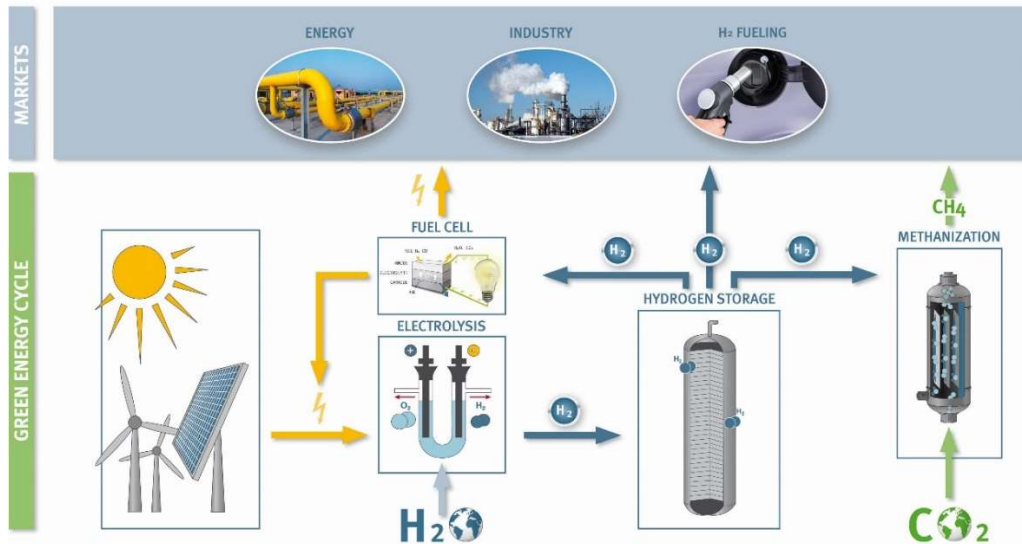 MARKETS
ENERGY
INDUSTRY
H₂ FUELING
GREEN ENERGY CYCLE
FUEL CELL
ELECTROLYSIS
O₂
H₂
H₂O
H₂
HYDROGEN STORAGE
H₂
H₂
H₂
H₂
H₂
CH₄
METHANIZATION
CO₂